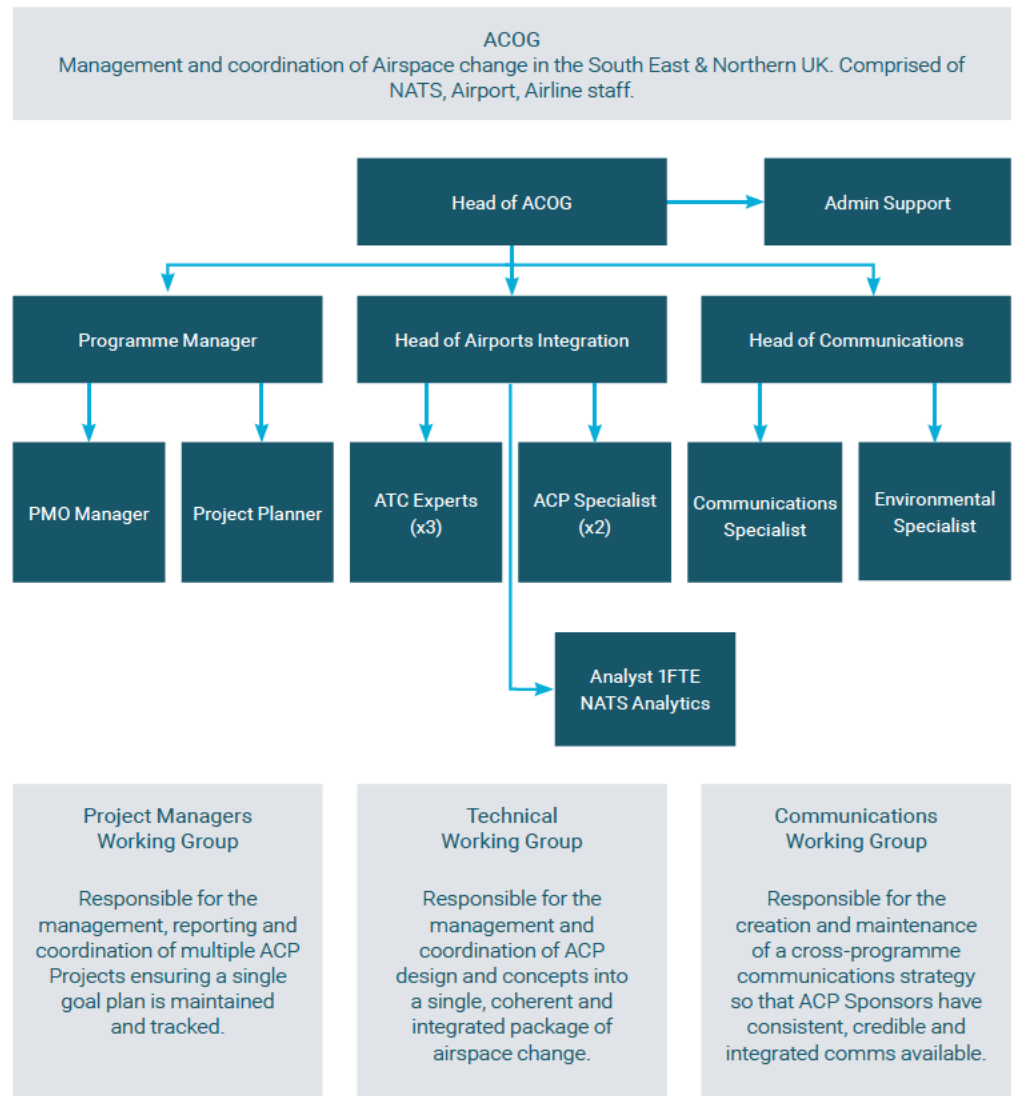 ACOG
Management and coordination of Airspace change in the South East & Northern UK. Comprised of
NATS, Airport, Airline staff.
Head of ACOG
Admin Support
Programme Manager
Head of Airports Integration
Head of Communications
PMO Manager
Project Planner
ATC Experts
(x3)
ACP Specialist
(x2)
Communications
Specialist
Environmental
Specialist
Analyst 1FTE
NATS Analytics
Project Managers
Working Group
Responsible for the
management, reporting and
coordination of multiple ACP
Projects ensuring a single
goal plan is maintained
and tracked.
Technical
Working Group
Responsible for the
management and
coordination of ACP
design and concepts into
a single, coherent and
integrated package of
airspace change.
Communications
Working Group
Responsible for the
creation and maintenance
of a cross-programme
communications strategy
so that ACP Sponsors have
consistent, credible and
integrated comms available.